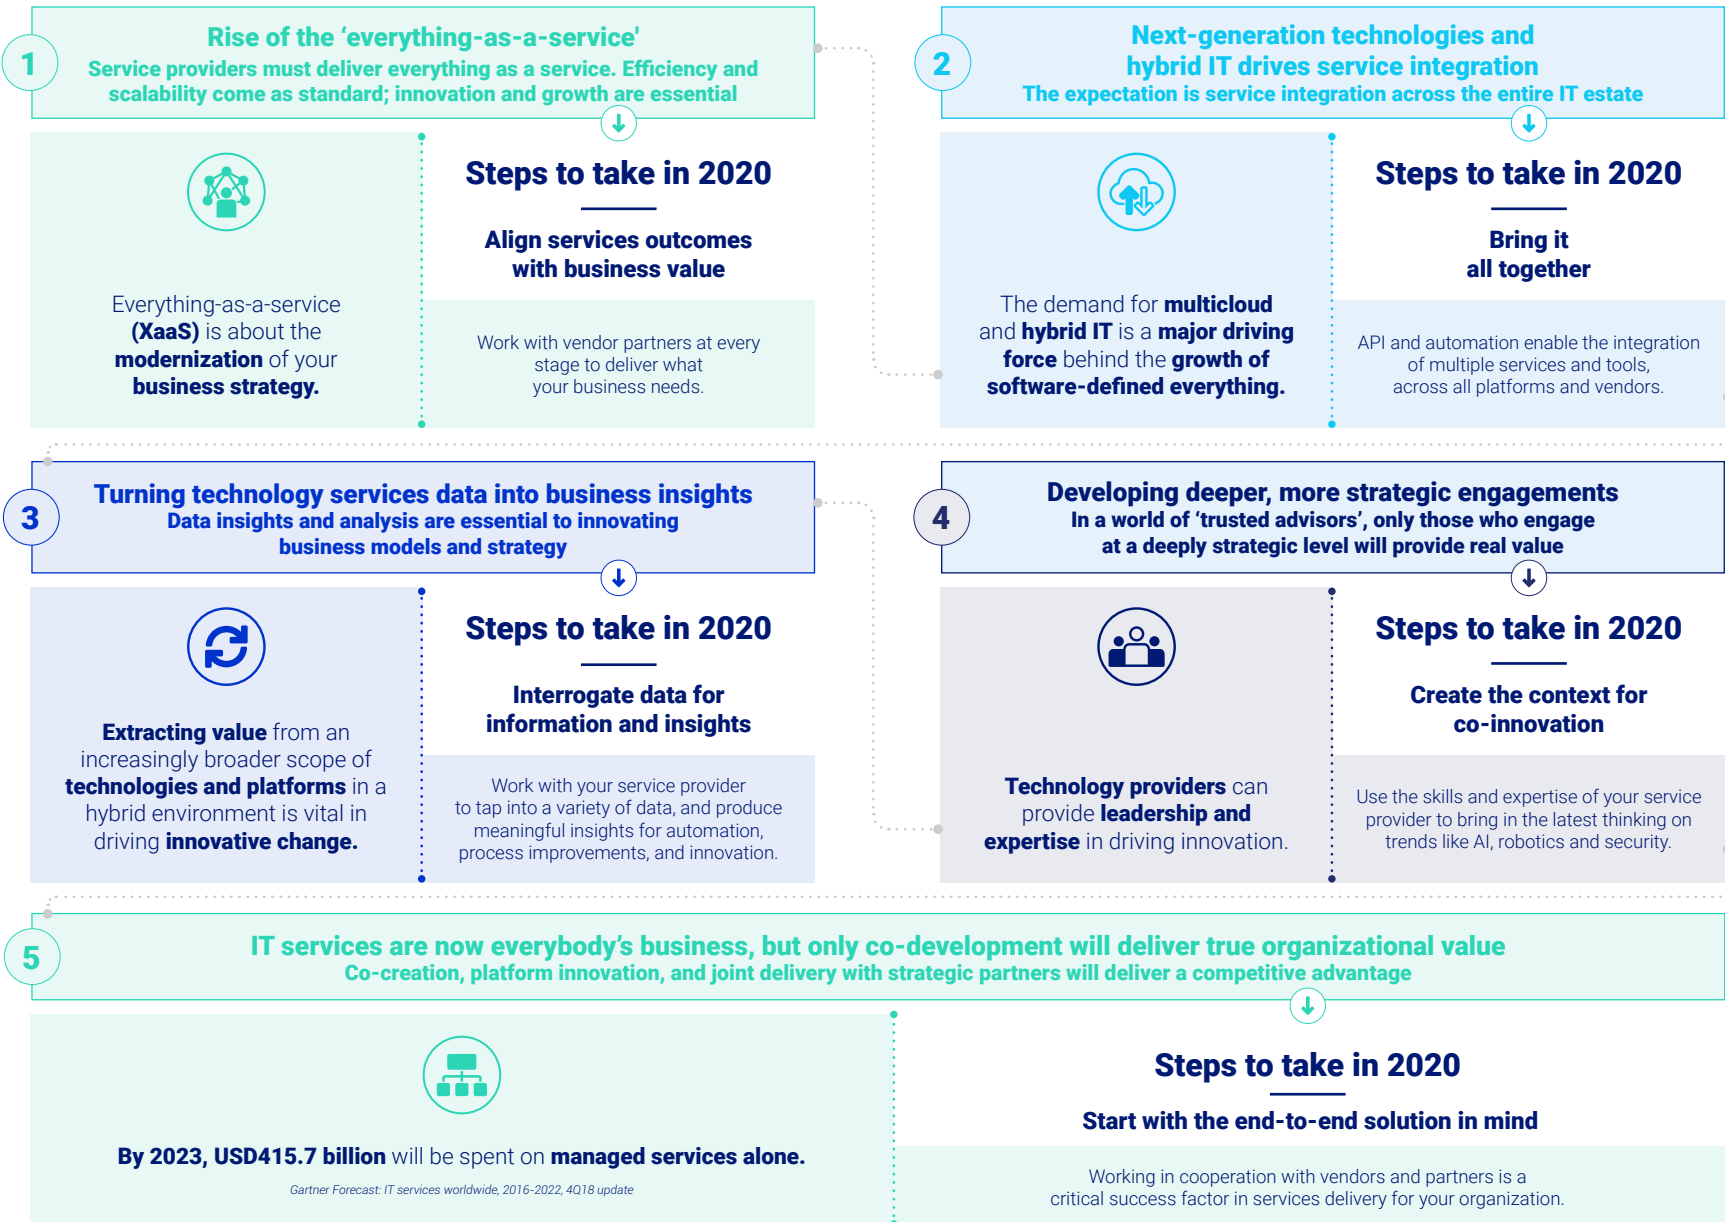 1
Rise of the ‘everything-as-a-service'
Service providers must deliver everything as a service. Efficiency and
scalability come as standard; innovation and growth are essential
Everything-as-a-service
(XaaS) is about the
modernization of your
business strategy.
Steps to take in 2020
Align services outcomes
with business value
Work with vendor partners at every
stage to deliver what
your business needs.
2
Next-generation technologies and
hybrid IT drives service integration
The expectation is service integration across the entire IT estate
The demand for multicloud
and hybrid IT is a major driving
force behind the growth of
software-defined everything.
Steps to take in 2020
Bring it
all together
API and automation enable the integration
of multiple services and tools,
across all platforms and vendors.
3
Turning technology services data into business insights
Data insights and analysis are essential to innovating
business models and strategy
Extracting value from an
increasingly broader scope of
technologies and platforms in a
hybrid environment is vital in
driving innovative change.
Steps to take in 2020
Interrogate data for
information and insights
Work with your service provider
to tap into a variety of data, and produce
meaningful insights for automation,
process improvements, and innovation.
4
Developing deeper, more strategic engagements
In a world of ‘trusted advisors’, only those who engage
at a deeply strategic level will provide real value
Technology providers can
provide leadership and
expertise in driving innovation.
Steps to take in 2020
Create the context for
co-innovation
Use the skills and expertise of your service
provider to bring in the latest thinking on
trends like AI, robotics and security.
5
IT services are now everybody’s business, but only co-development will deliver true organizational value
Co-creation, platform innovation, and joint delivery with strategic partners will deliver a competitive advantage
By 2023, USD415.7 billion will be spent on managed services alone.
Gartner Forecast: IT services worldwide, 2016-2022, 4Q18 update
Steps to take in 2020
Start with the end-to-end solution in mind
Working in cooperation with vendors and partners is a
critical success factor in services delivery for your organization.